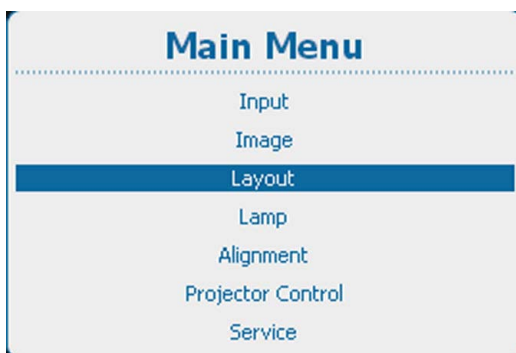 Main Menu
Input
Image
Layout
Lamp
Alignment
Projector Control
Service